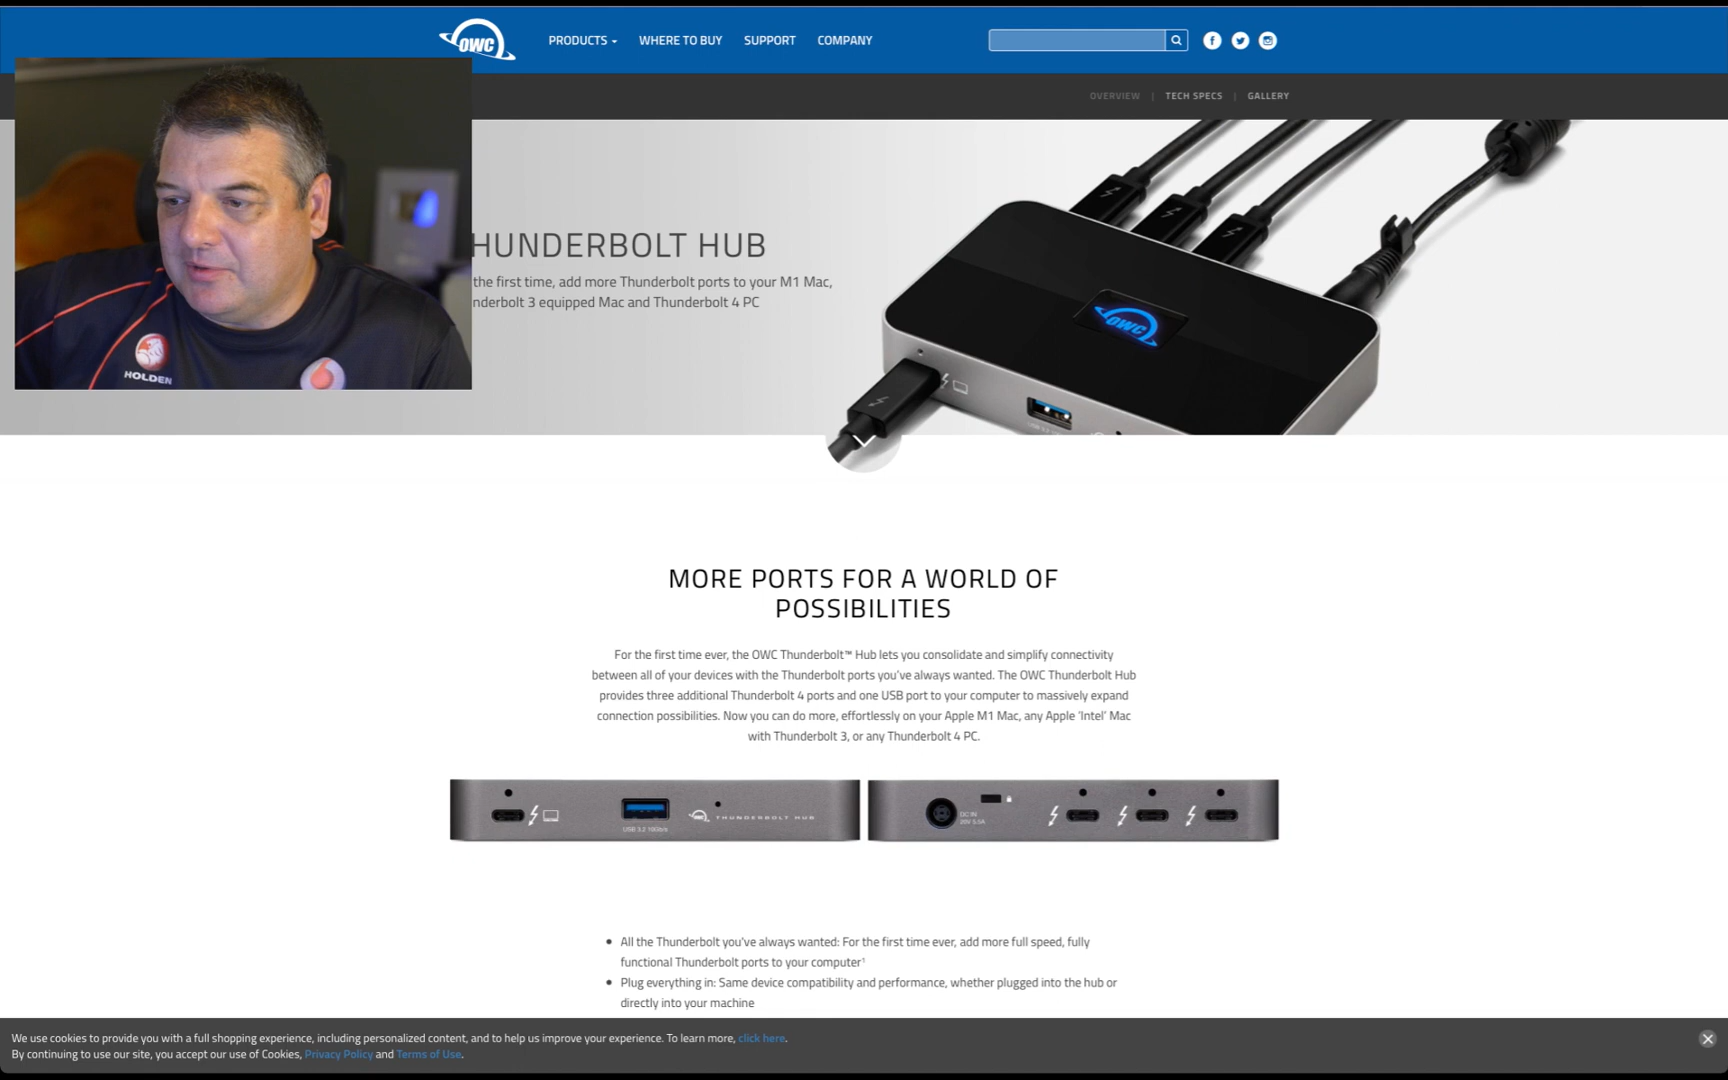 OWC
PRODUCTS
WHERE TO BUY
SUPPORT
COMPANY
OVERVIEW | TECH SPECS | GALLERY
HUNDERBOLT HUB
the first time, add more Thunderbolt ports to your M1 Mac,
nderbolt 3 equipped Mac and Thunderbolt 4 PC
HOLDEN
OWC
MORE PORTS FOR A WORLD OF
POSSIBILITIES
For the first time ever, the OWC Thunderbolt™ Hub lets you consolidate and simplify connectivity
between all of your devices with the Thunderbolt ports you've always wanted. The OWC Thunderbolt Hub
provides three additional Thunderbolt 4 ports and one USB port to your computer to massively expand
connection possibilities. Now you can do more, effortlessly on your Apple M1 Mac, any Apple 'Intel' Mac
with Thunderbolt 3, or any Thunderbolt 4 PC.
USB 3.2 10Gb/s
THUNDERBOLT HUB
DC IN
20V 5.5A
• All the Thunderbolt you've always wanted: For the first time ever, add more full speed, fully
functional Thunderbolt ports to your computer¹
• Plug everything in: Same device compatibility and performance, whether plugged into the hub or
directly into your machine
We use cookies to provide you with a full shopping experience, including personalized content, and to help us improve your experience. To learn more, click here.
By continuing to use our site, you accept our use of Cookies, Privacy Policy and Terms of Use.